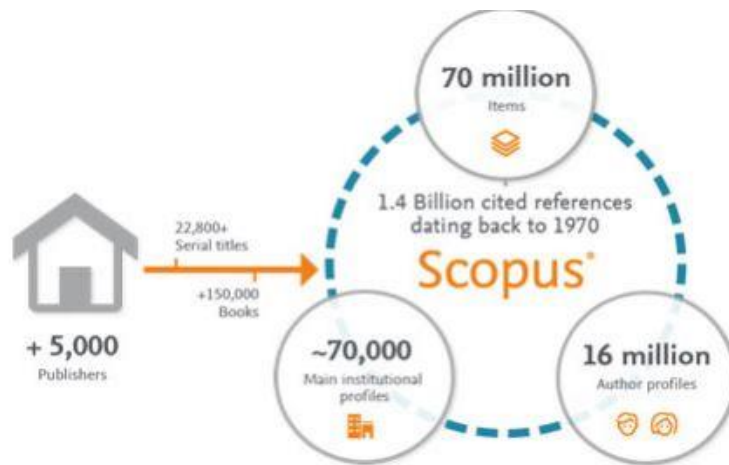 70 million
Items
1.4 Billion cited references
dating back to 1970
Scopus®
22,800+
Serial titles
+150,000
Books
+ 5,000
Publishers
~70,000
Main institutional
profiles
16 million
Author profiles